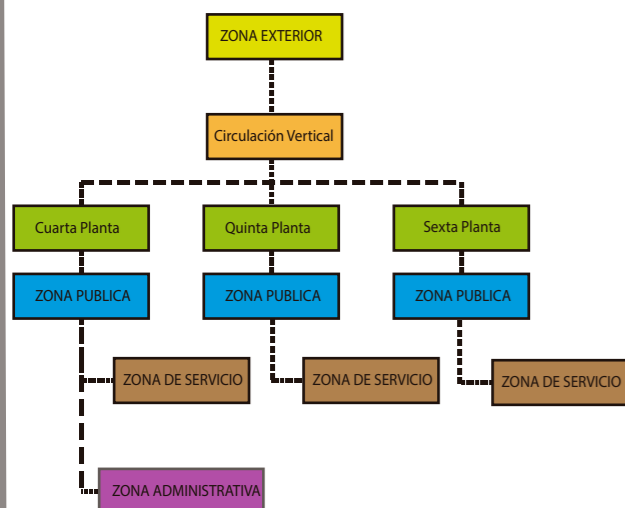 ZONA EXTERIOR
Circulación Vertical
Cuarta Planta
Quinta Planta
Sexta Planta
ZONA PUBLICA
ZONA PUBLICA
ZONA PUBLICA
ZONA DE SERVICIO
ZONA DE SERVICIO
ZONA DE SERVICIO
ZONA ADMINISTRATIVA